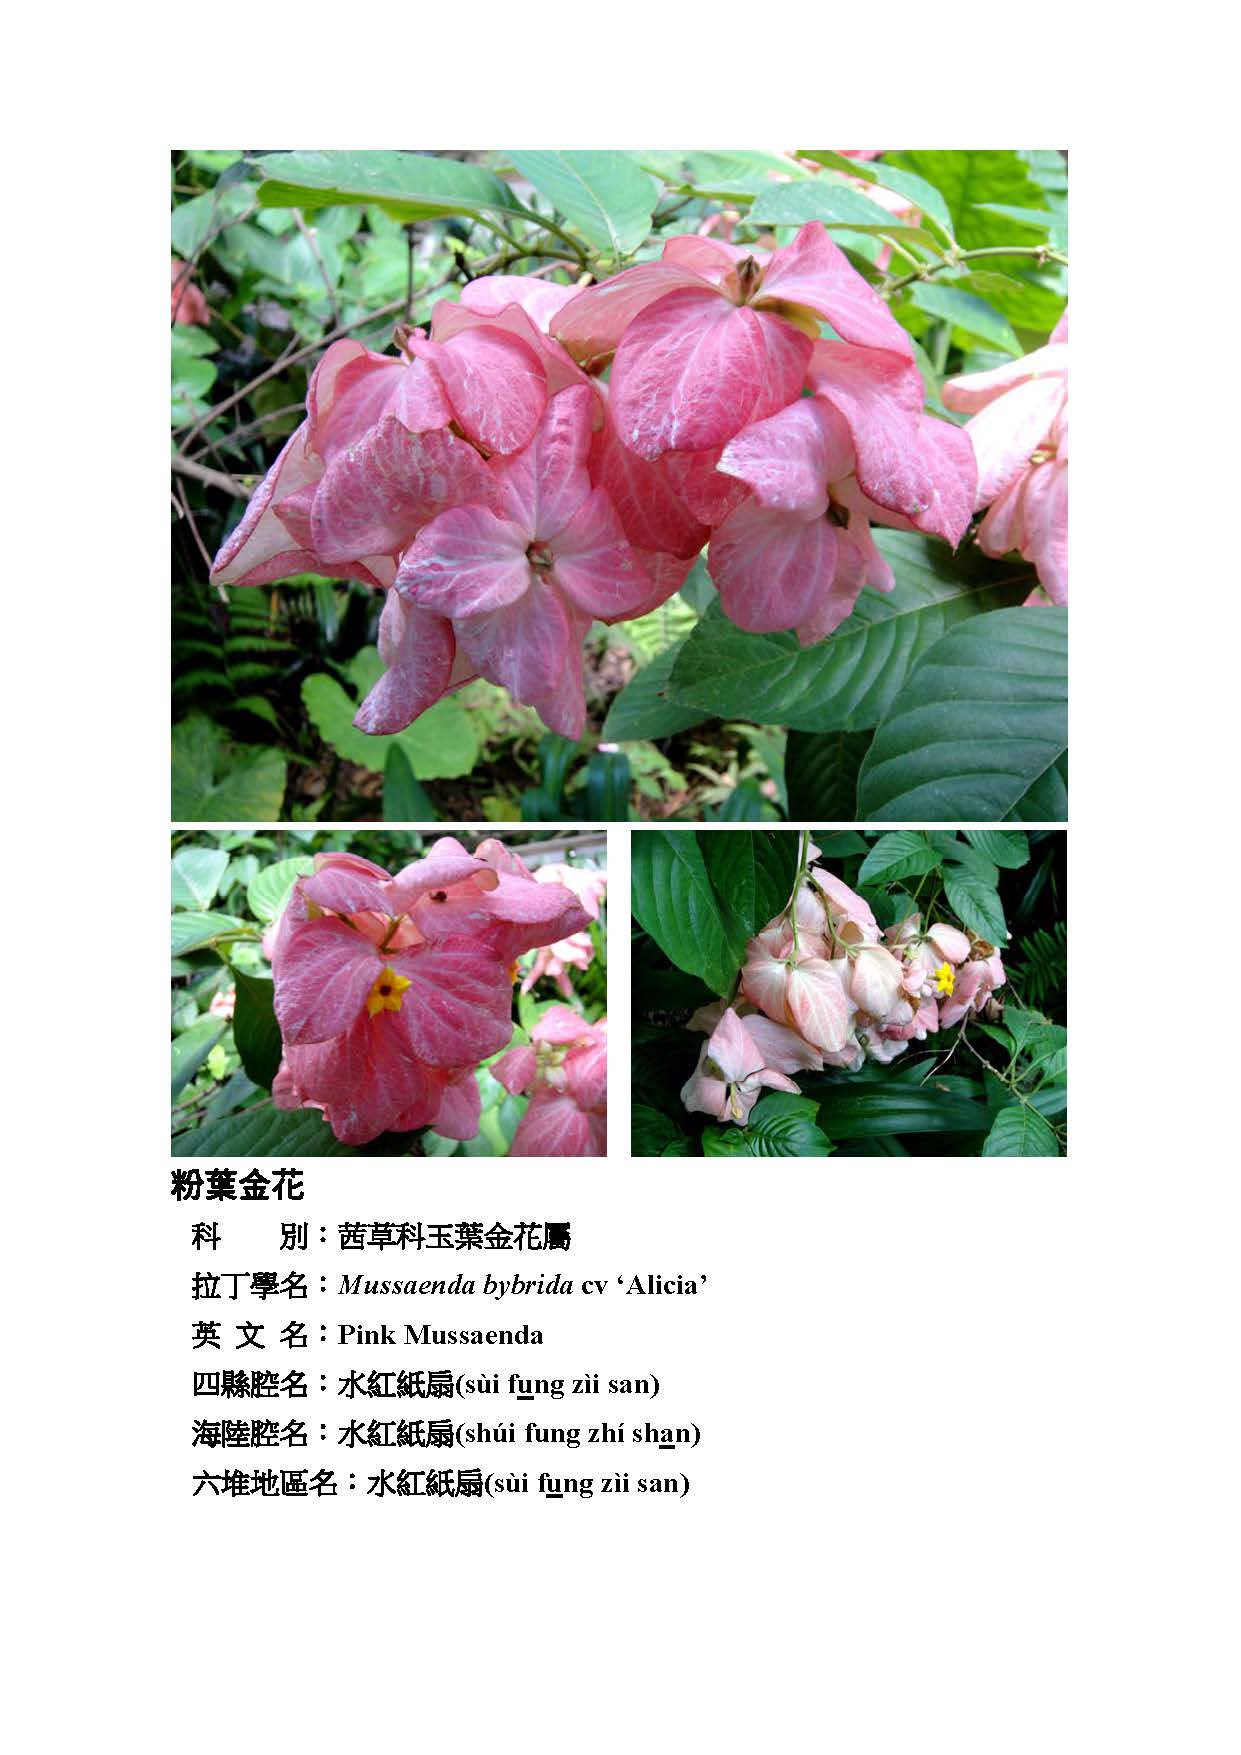 粉葉金花
科　　別：茜草科玉葉金花屬
拉丁學名：Mussaenda bybrida cv ‘Alicia’
英 文 名：Pink Mussaenda
四縣腔名：水紅紙扇(sùi fung zìi san)
海陸腔名：水紅紙扇(shúi fung zhí shan)
六堆地區名：水紅紙扇(sùi fung zìi san)